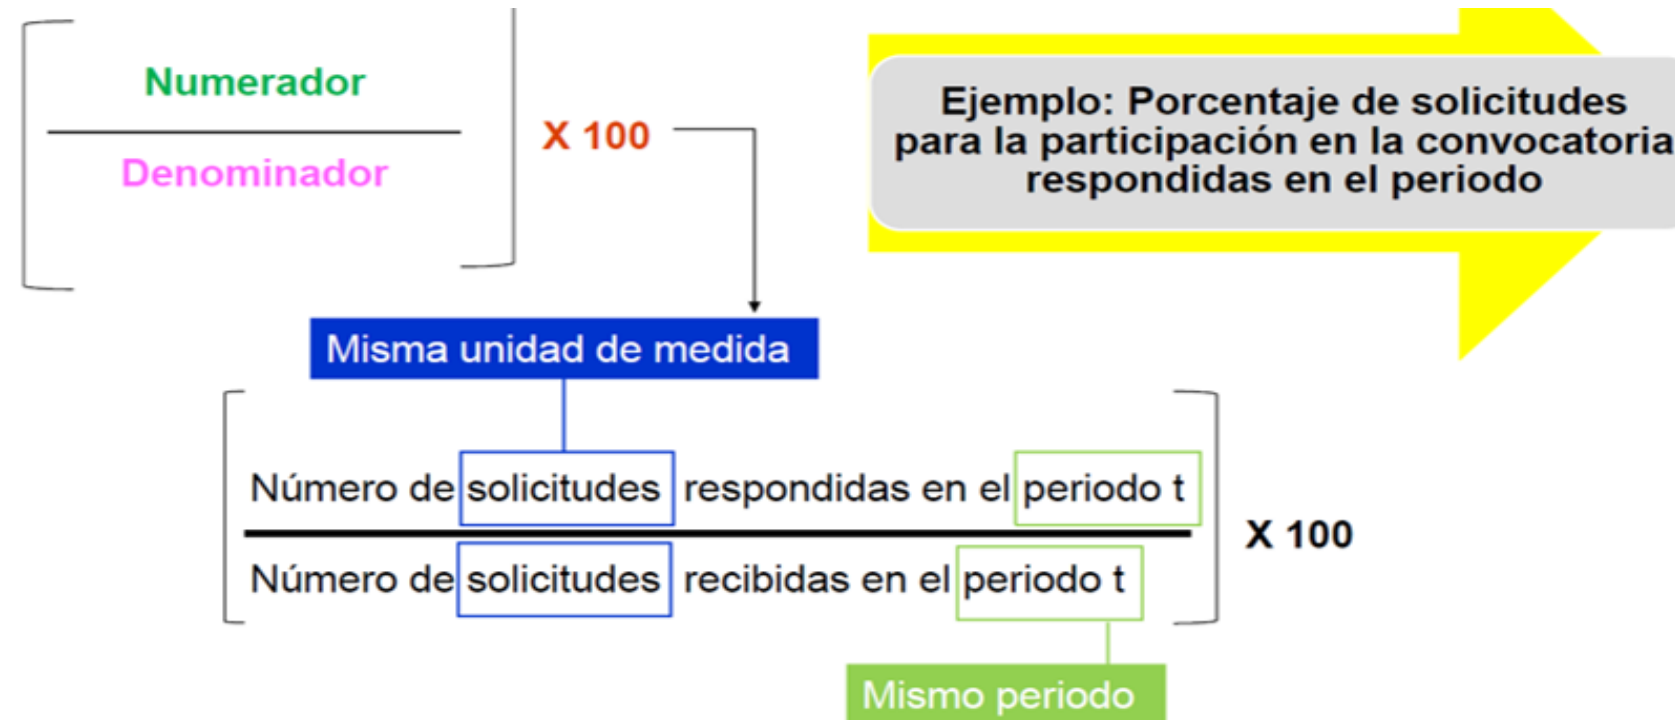 Numerador
Denominador
X 100
Ejemplo: Porcentaje de solicitudes
para la participación en la convocatoria
respondidas en el periodo
Misma unidad de medida
Número de solicitudes respondidas en el periodo t
Número de solicitudes recibidas en el periodo t
X 100
Mismo periodo